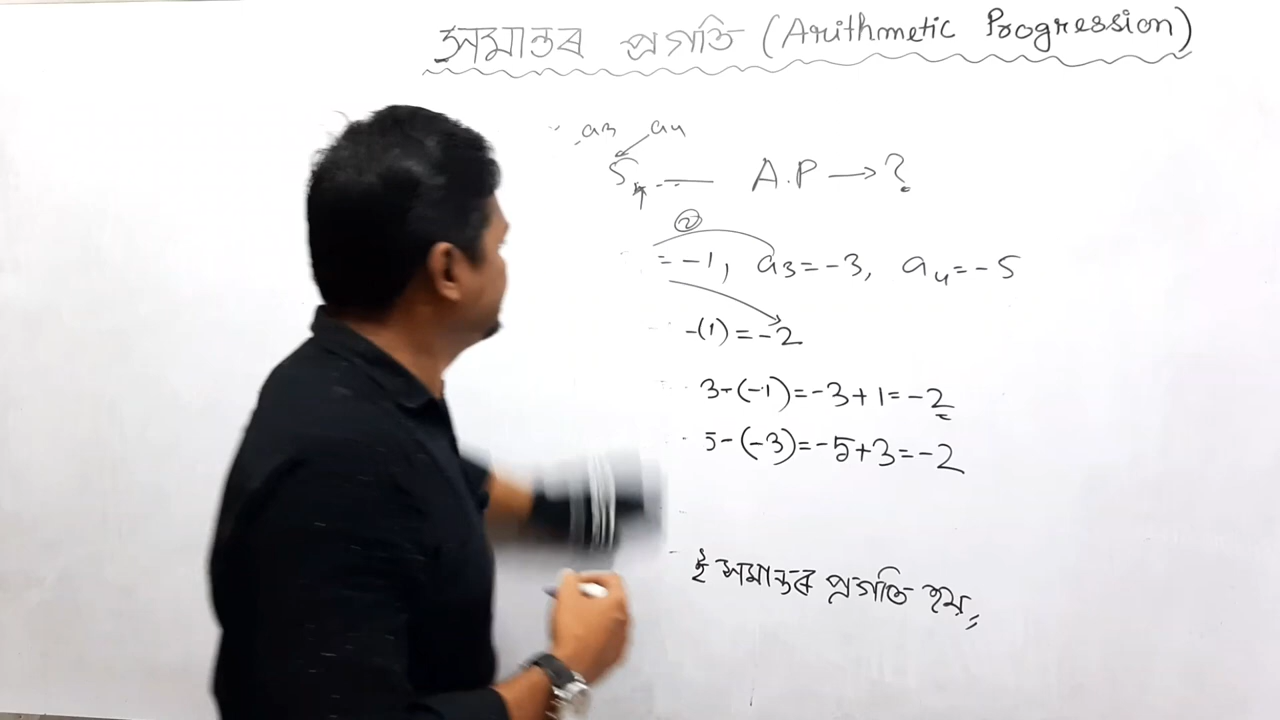 সমান্তৰ প্ৰগতি (Arithmetic Progression)
a3 a4
5, ... A.P → ?
= -1, a3 = -3, a4 = -5
-(1) = -2
3-(-1) = -3+1 = -2
5-(-3) = -5+3 = -2
ই সমান্তৰ প্ৰগতি হয়,,